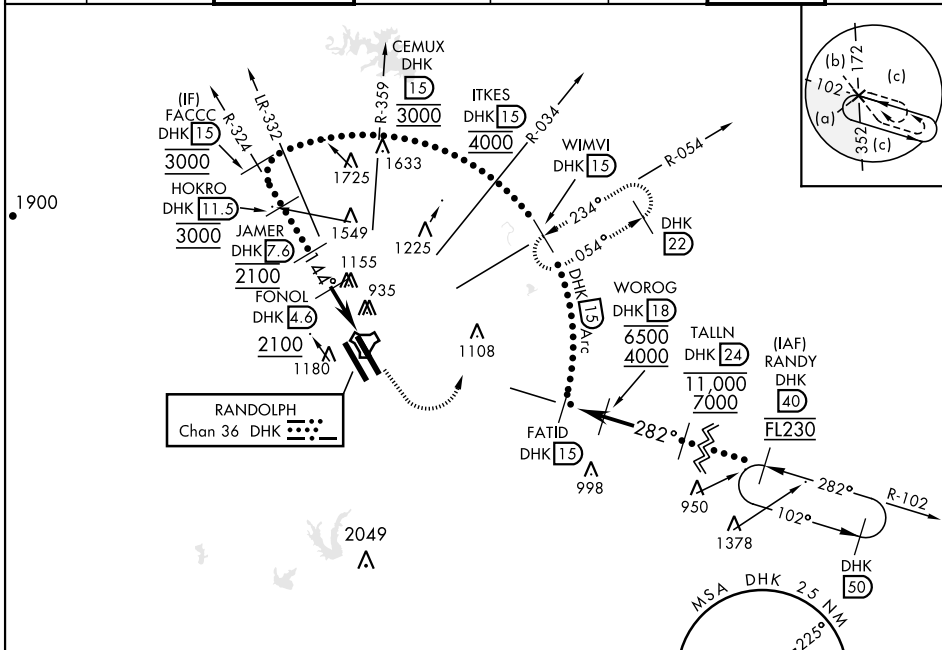 CEMUX
DHK
15
3000
R-359
(IF)
FACCC
DHK 15
3000
R-324
LR-332
ITKES
DHK 15
4000
R-034
WIMVI
DHK 15
R-054
234°
054°
DHK
22
(b)
172
(c)
102
(a)
352
(c)
1900
HOKRO
DHK 11.5
3000
1725
1633
1549
1225
JAMER
DHK 7.6
2100
144°
1155
935
FONOL
DHK 4.6
2100
1180
1108
DHK 15 Arc
WOROG
DHK 18
6500
4000
TALLN
DHK 24
11,000
7000
(IAF)
RANDY
DHK
40
FL230
RANDOLPH
Chan 36 DHK
FATID
DHK 15
282°
998
950
282°
102°
R-102
1378
DHK
50
2049
MSA DHK 25 NM
225°